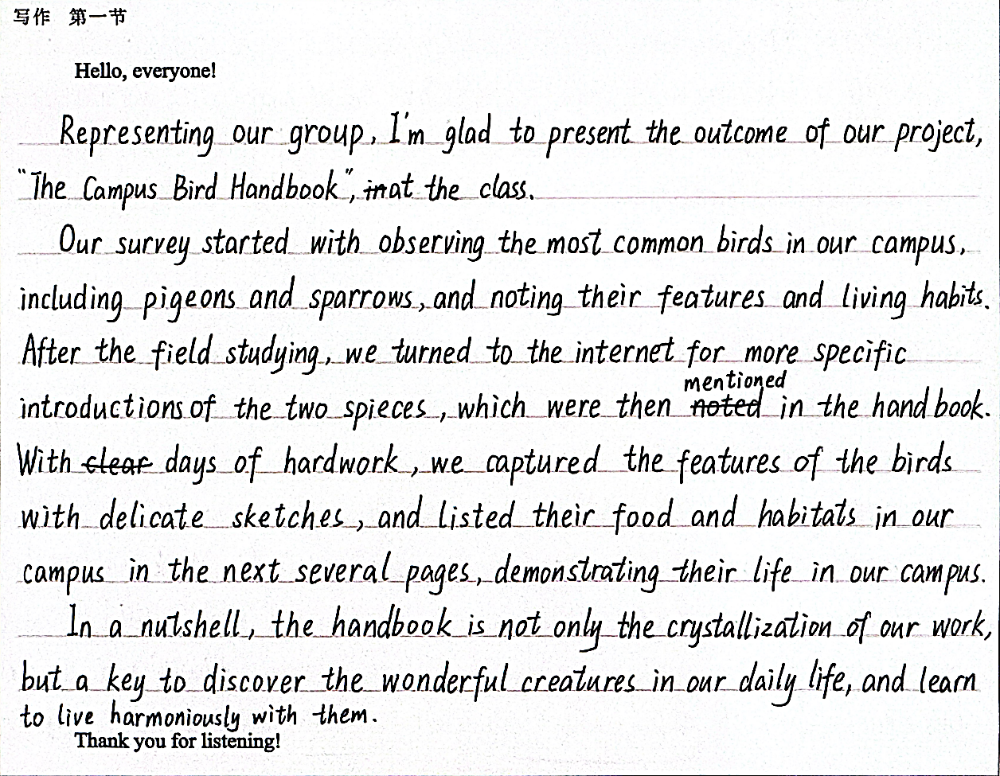 写作 第一节
Hello, everyone!
Representing our group, I'm glad to present the outcome of our project,
"The Campus Bird Handbook", in at the class.
Our survey started with observing the most common birds in our campus,
including pigeons and sparrows, and noting their features and living habits.
After the field studying, we turned to the internet for more specific
mentioned
introductions of the two spieces, which were then noted in the handbook.
With clear days of hardwork, we captured the features of the birds
with delicate sketches, and listed their food and habitats in our
campus in the next several pages, demonstrating their life in our campus.
In a nutshell, the handbook is not only the crystallization of our work,
but a key to discover the wonderful creatures in our daily life, and learn
to live harmoniously with them.
Thank you for listening!